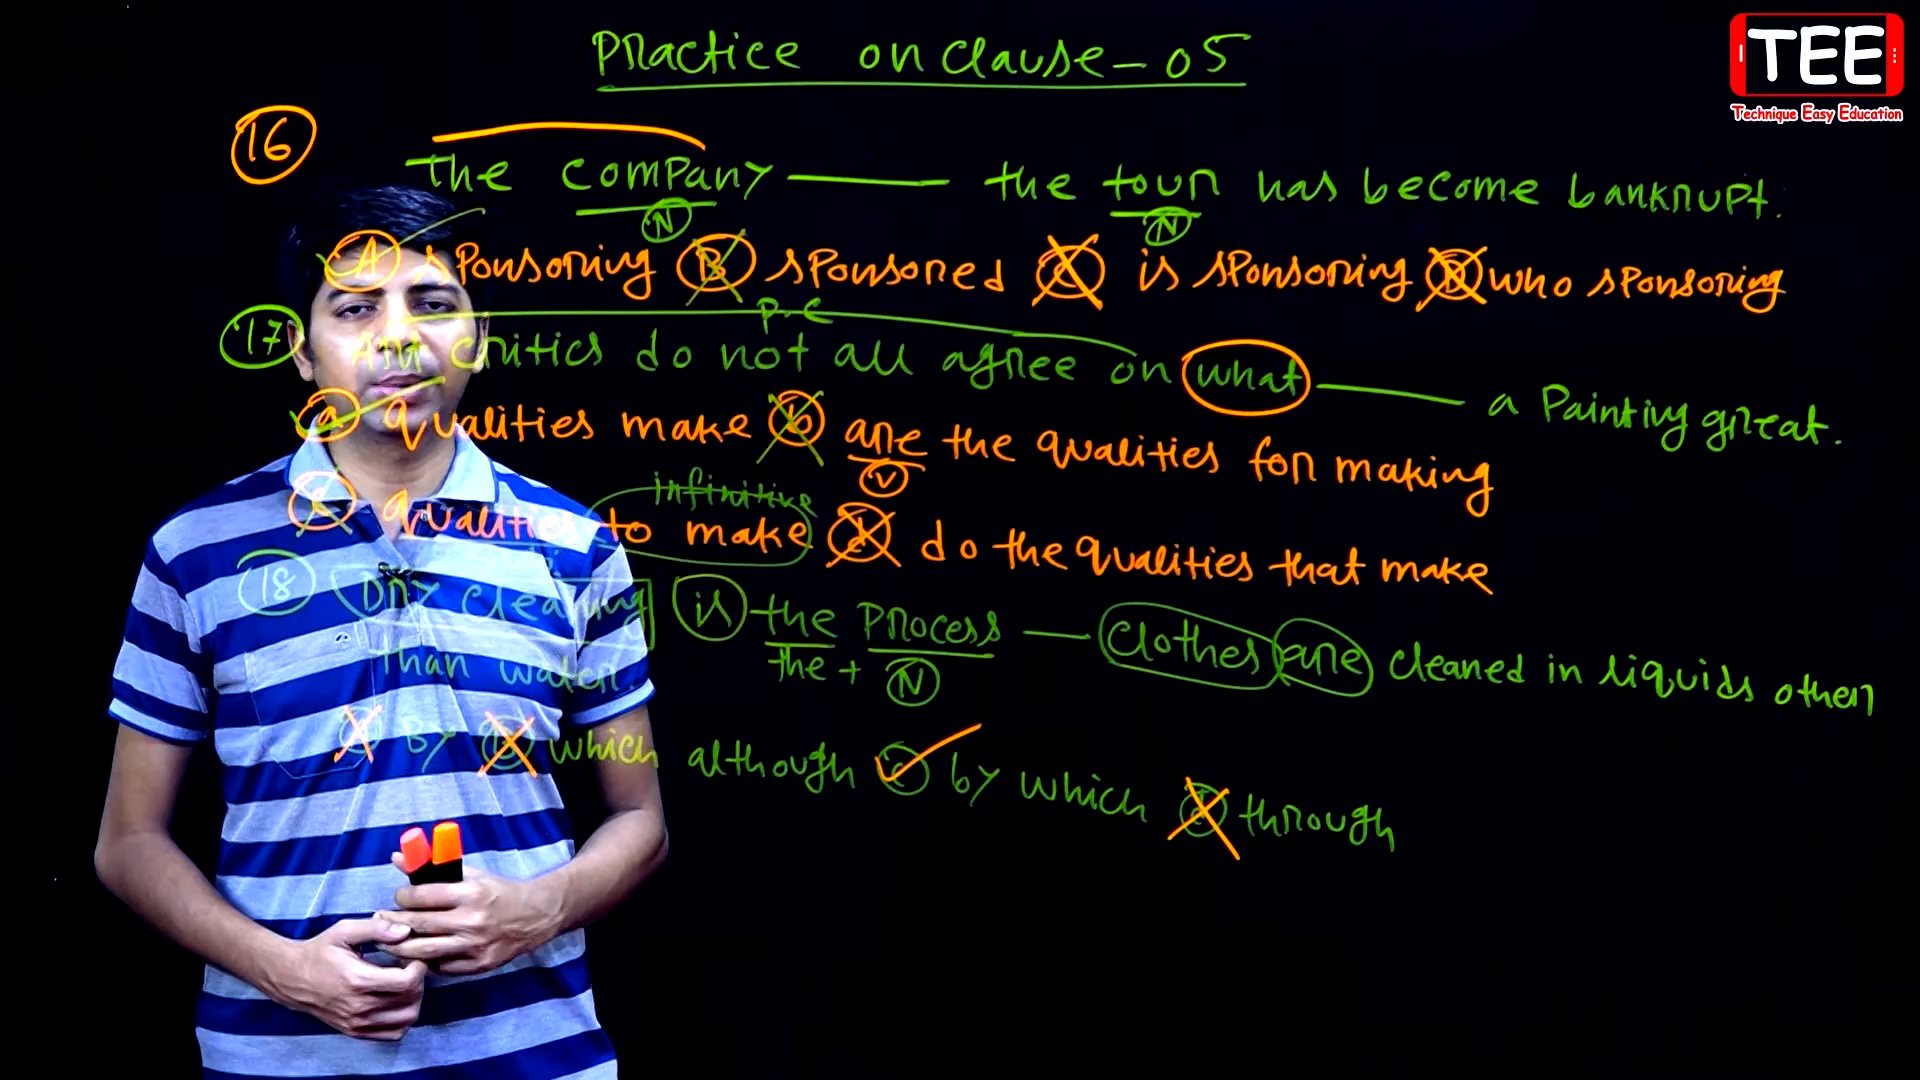 Practice on Clause-05
TEE
Technique Easy Education
16 The company ——— the town has become bankrupt.
N N
A sponsoring B sponsored C is sponsoring D who sponsoring
P.C
17 Art critics do not all agree on what ——— a Painting great.
a qualities make b are the qualities for making
V
infinitive
c qualities to make d do the qualities that make
18 Dry cleaning is the process — clothes are cleaned in liquids other
the + N
than water.
A By B which although C by which D through